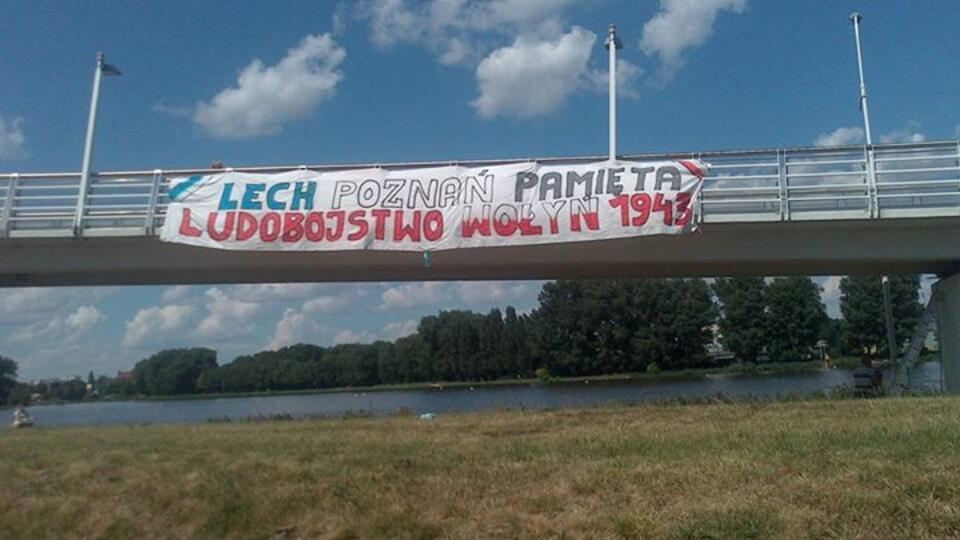 LECH POZNAŃ PAMIĘTA
LUDOBÓJSTWO WOŁYŃ 1943